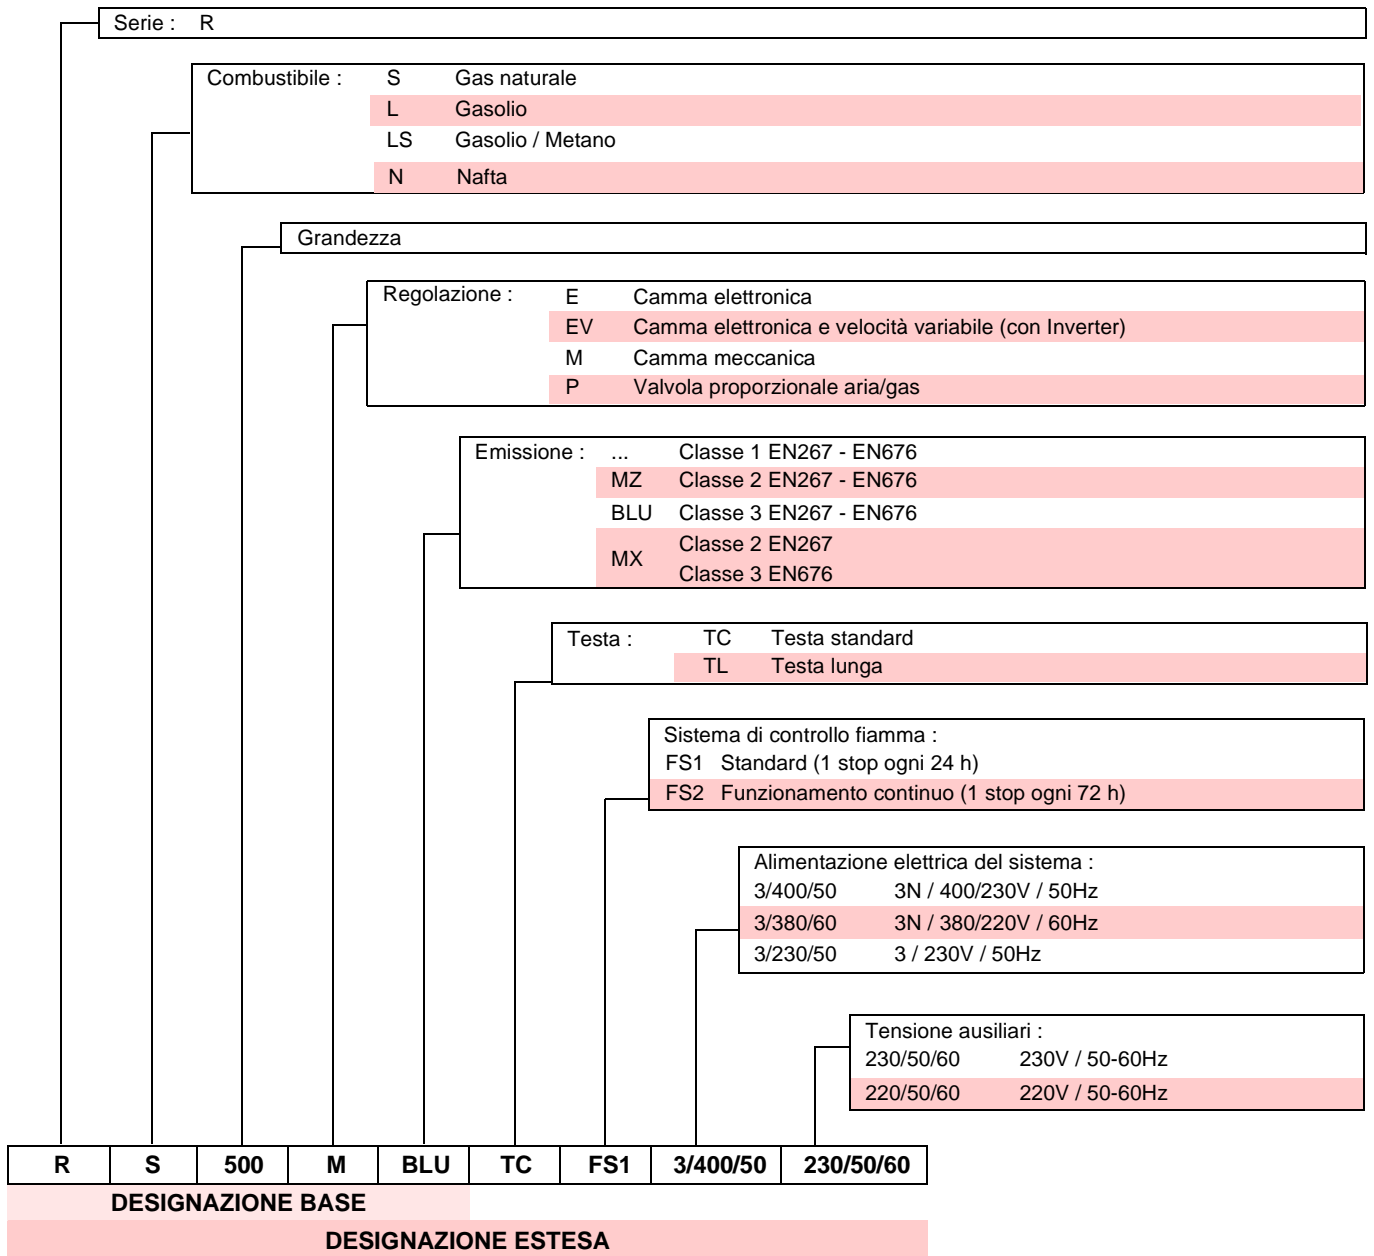 Serie : R
Combustibile : S Gas naturale
L Gasolio
LS Gasolio / Metano
N Nafta
Grandezza
Regolazione : E Camma elettronica
EV Camma elettronica e velocità variabile (con Inverter)
M Camma meccanica
P Valvola proporzionale aria/gas
Emissione : ... Classe 1 EN267 - EN676
MZ Classe 2 EN267 - EN676
BLU Classe 3 EN267 - EN676
MX Classe 2 EN267
Classe 3 EN676
Testa : TC Testa standard
TL Testa lunga
Sistema di controllo fiamma :
FS1 Standard (1 stop ogni 24 h)
FS2 Funzionamento continuo (1 stop ogni 72 h)
Alimentazione elettrica del sistema :
3/400/50 3N / 400/230V / 50Hz
3/380/60 3N / 380/220V / 60Hz
3/230/50 3 / 230V / 50Hz
Tensione ausiliari :
230/50/60 230V / 50-60Hz
220/50/60 220V / 50-60Hz
R S 500 M BLU TC FS1 3/400/50 230/50/60
DESIGNAZIONE BASE
DESIGNAZIONE ESTESA